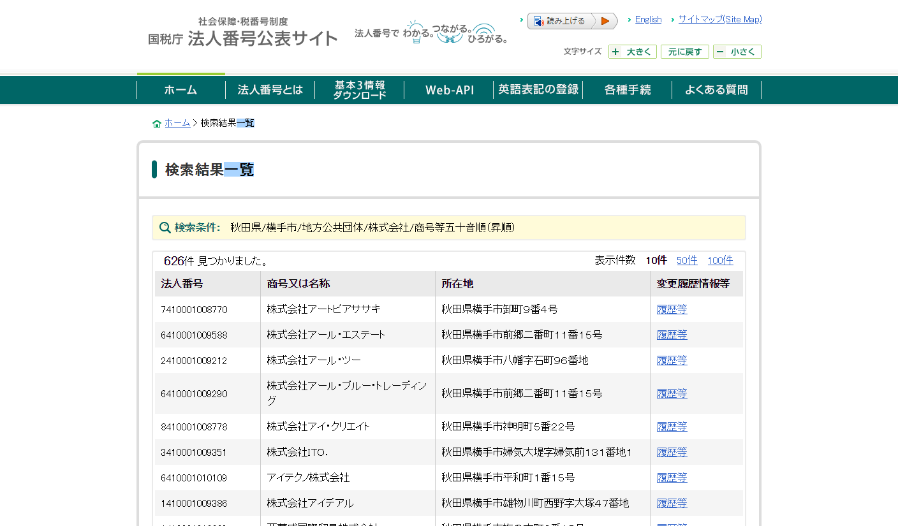 社会保障・税番号制度
国税庁 法人番号公表サイト
法人番号で わかる。つながる。ひろがる。
読み上げる
English
サイトマップ(Site Map)
文字サイズ + 大きく 元に戻す − 小さく
ホーム 法人番号とは 基本3情報ダウンロード Web-API 英語表記の登録 各種手続 よくある質問
ホーム > 検索結果一覧
検索結果一覧
検索条件: 秋田県/横手市/地方公共団体/株式会社/商号等五十音順(昇順)
626件 見つかりました。 表示件数 10件 50件 100件
法人番号 商号又は名称 所在地 変更履歴情報等
7410001008770 株式会社アートピアササキ 秋田県横手市卸町9番4号 履歴等
6410001009588 株式会社アール・エステート 秋田県横手市前郷二番町11番15号 履歴等
2410001009212 株式会社アール・ツー 秋田県横手市八幡字石町96番地 履歴等
6410001009290 株式会社アール・ブルー・トレーディング 秋田県横手市前郷二番町11番15号 履歴等
8410001008778 株式会社アイ・クリエイト 秋田県横手市神明町5番22号 履歴等
3410001009351 株式会社ITO. 秋田県横手市婦気大堤字婦気前131番地1 履歴等
6410001010109 アイテクノ株式会社 秋田県横手市平和町1番15号 履歴等
1410001009386 株式会社アイデアル 秋田県横手市雄物川町西野字大塚47番地 履歴等